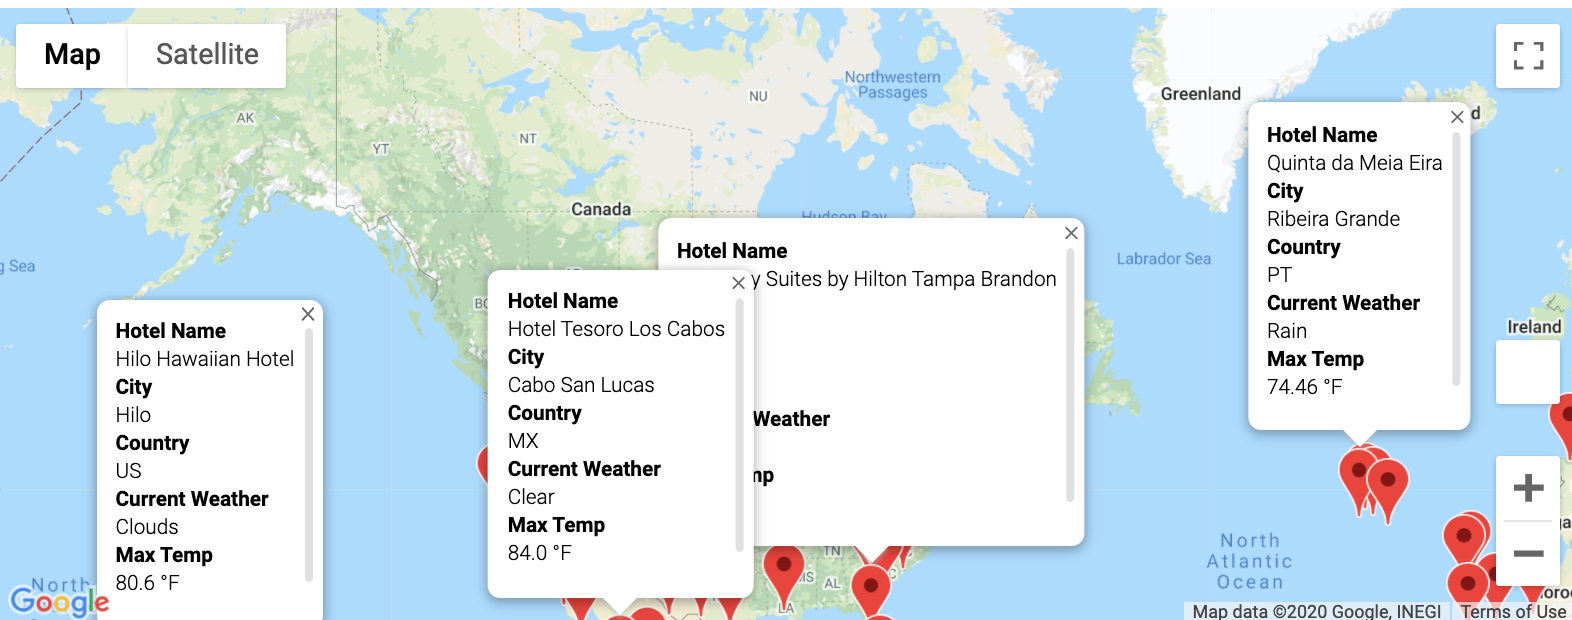 Map
Satellite
AK
YT
NT
NU
Northwestern
Passages
Greenland
Canada
Hudson Bay
Labrador Sea
Sea
Ireland
Hotel Name
Hilo Hawaiian Hotel
City
Hilo
Country
US
Current Weather
Clouds
Max Temp
80.6 °F
Hotel Name
Hotel Tesoro Los Cabos
City
Cabo San Lucas
Country
MX
Current Weather
Clear
Max Temp
84.0 °F
Hotel Name
y Suites by Hilton Tampa Brandon
Weather
mp
Hotel Name
Quinta da Meia Eira
City
Ribeira Grande
Country
PT
Current Weather
Rain
Max Temp
74.46 °F
TN
MS
AL
LA
North
Atlantic
Ocean
North
Google
Map data ©2020 Google, INEGI
Terms of Use